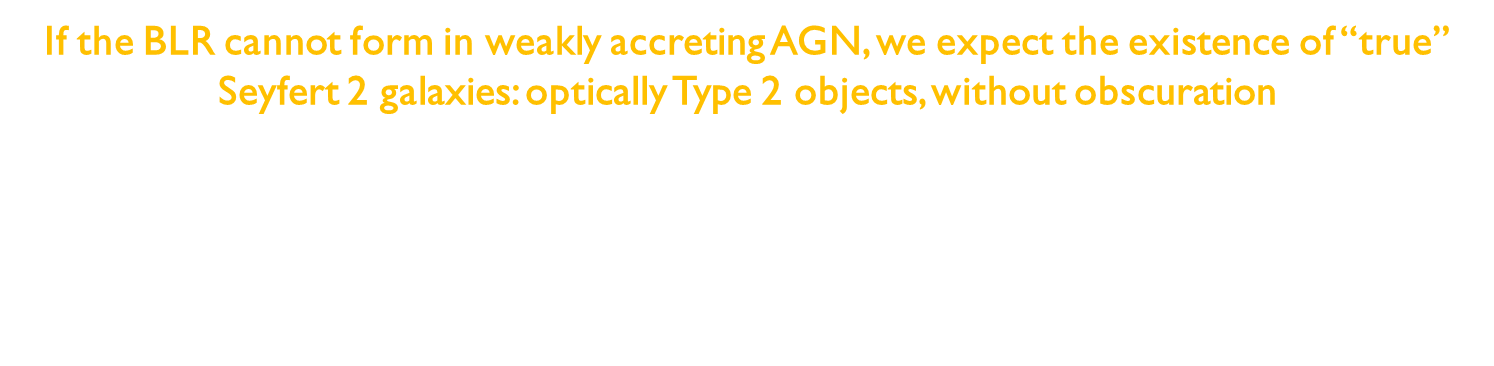 If the BLR cannot form in weakly accreting AGN, we expect the existence of “true”
Seyfert 2 galaxies: optically Type 2 objects, without obscuration